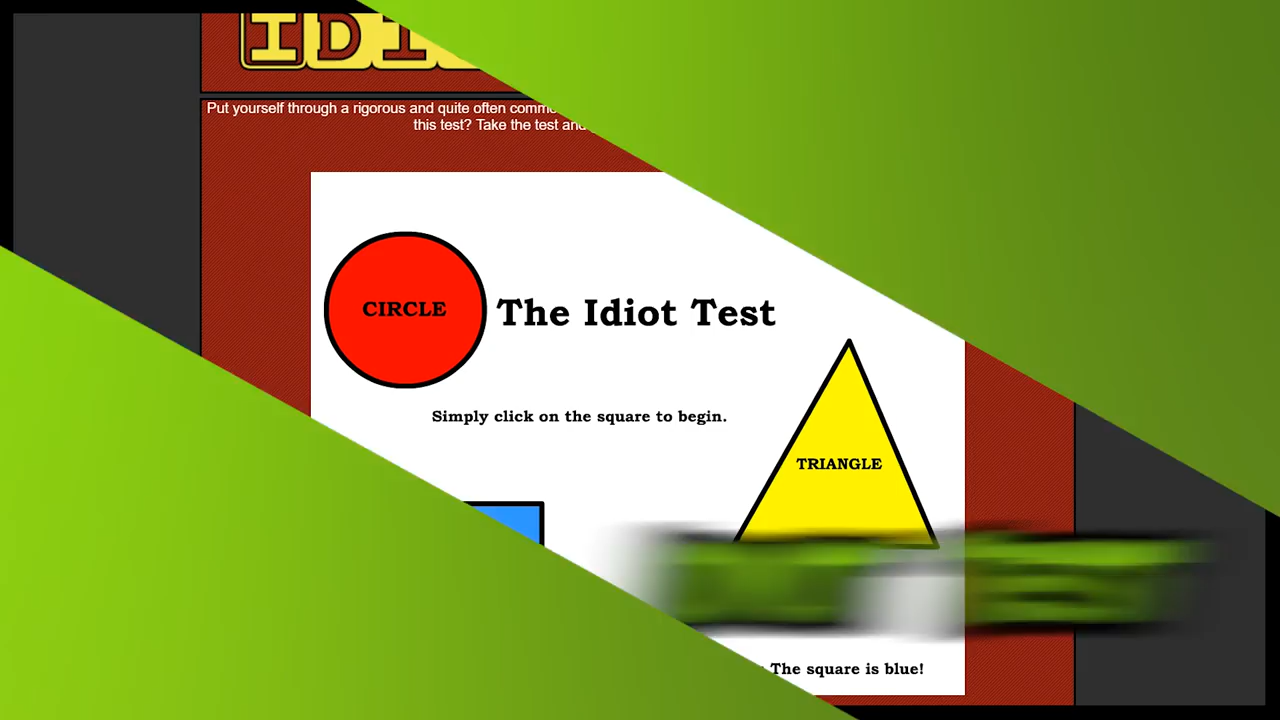 IDI
Put yourself through a rigorous and quite often
this test? Take the test and
CIRCLE
The Idiot Test
Simply click on the square to begin.
TRIANGLE
The square is blue!